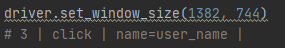 driver.set_window_size(1382, 744)
# 3 | click | name=user_name |